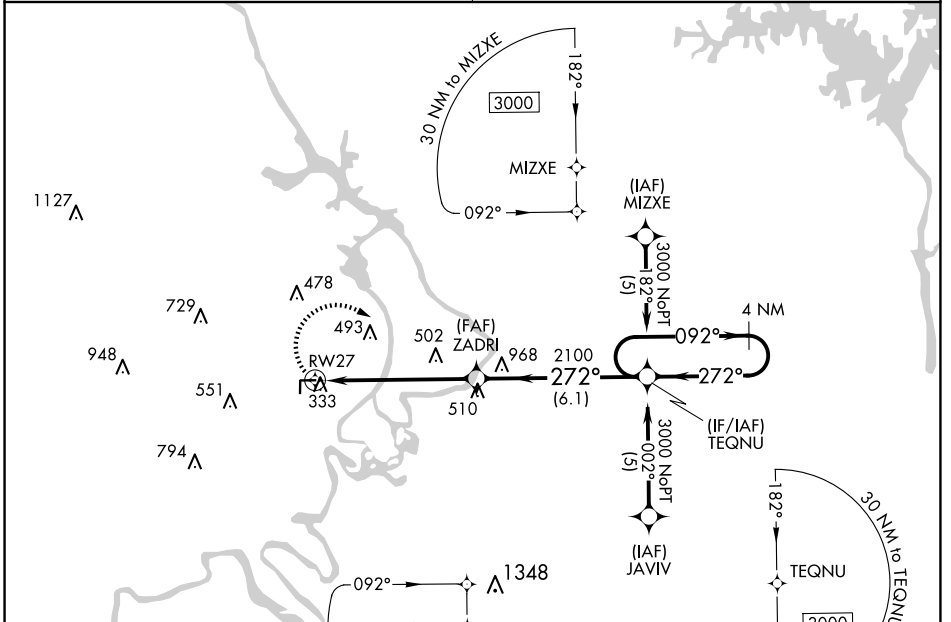 30 NM to MIZXE
182°
3000
MIZXE
092°
1127
(IAF)
MIZXE
3000 NoPT
182°
(5)
478
4 NM
729
493
502
(FAF)
ZADRI
092°
948
RW27
968
2100
272°
(6.1)
272°
551
333
510
(IF/IAF)
TEQNU
3000 NoPT
002°
(5)
794
182°
30 NM to TEQNU
(IAF)
JAVIV
092°
1348
TEQNU
3000